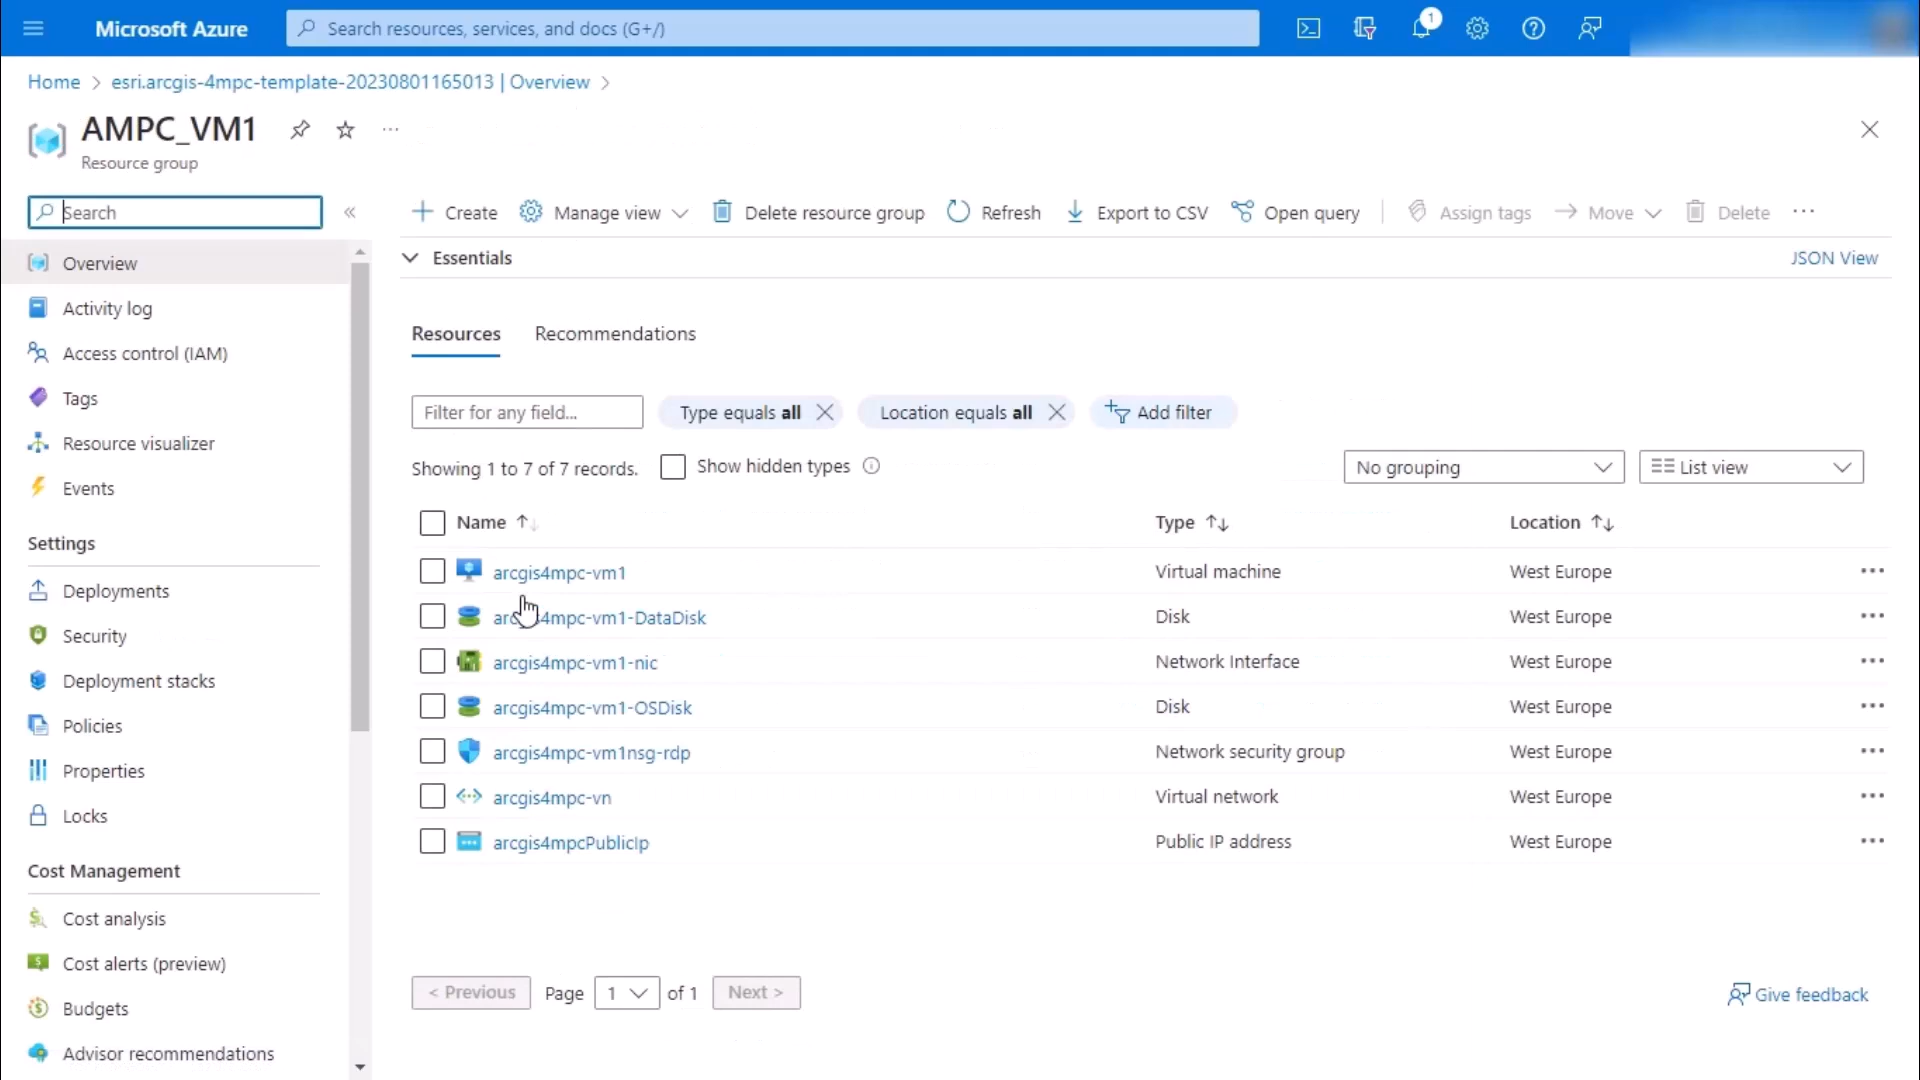 Microsoft Azure
Search resources, services, and docs (G+/)
1
Home > esri.arcgis-4mpc-template-20230801165013 | Overview >
AMPC_VM1
Resource group
Search
Overview
Activity log
Access control (IAM)
Tags
Resource visualizer
Events
Settings
Deployments
Security
Deployment stacks
Policies
Properties
Locks
Cost Management
Cost analysis
Cost alerts (preview)
Budgets
Advisor recommendations
Create Manage view Delete resource group Refresh Export to CSV Open query Assign tags Move Delete
Essentials JSON View
Resources Recommendations
Filter for any field... Type equals all Location equals all Add filter
Showing 1 to 7 of 7 records. Show hidden types No grouping List view
Name Type Location
arcgis4mpc-vm1 Virtual machine West Europe
arcgis4mpc-vm1-DataDisk Disk West Europe
arcgis4mpc-vm1-nic Network Interface West Europe
arcgis4mpc-vm1-OSDisk Disk West Europe
arcgis4mpc-vm1nsg-rdp Network security group West Europe
arcgis4mpc-vn Virtual network West Europe
arcgis4mpcPublicIp Public IP address West Europe
< Previous Page 1 of 1 Next > Give feedback